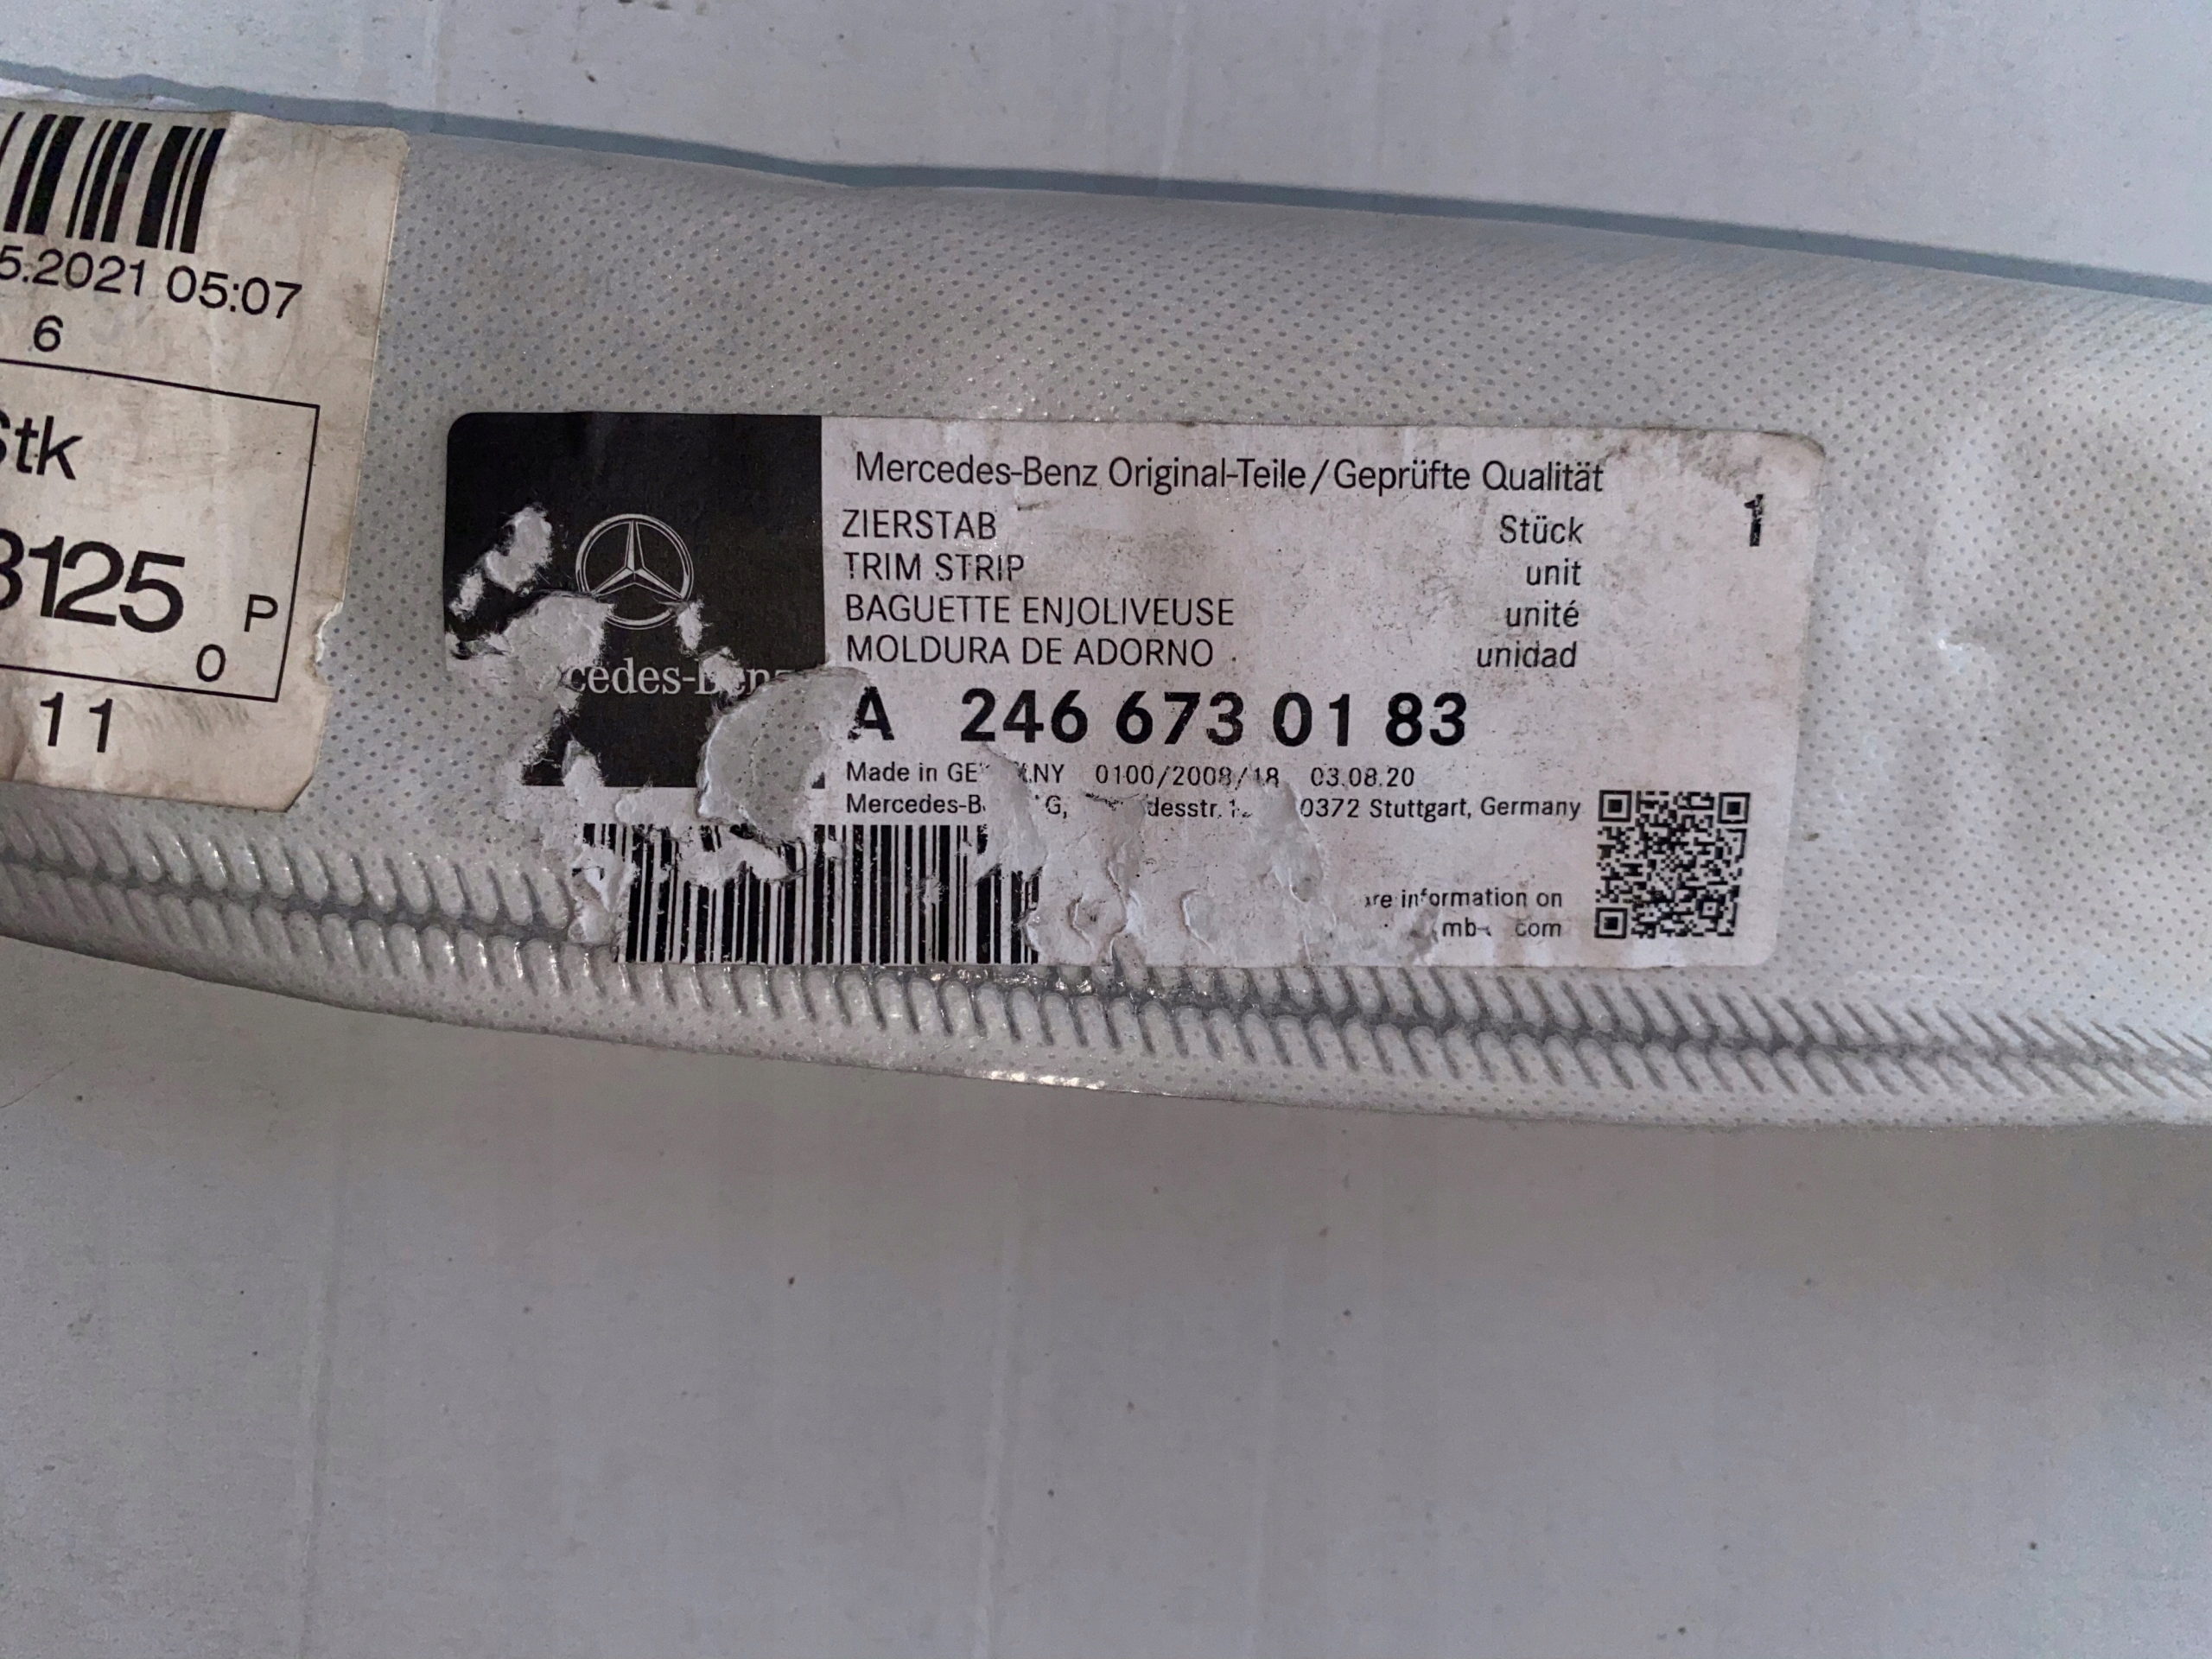 5.2021 05:07
6
Stk
3125 P
0
11
Mercedes-Benz Original-Teile/Geprüfte Qualität
ZIERSTAB Stück 1
TRIM STRIP unit
BAGUETTE ENJOLIVEUSE unité
MOLDURA DE ADORNO unidad
A 246 673 01 83
Made in 0100/2008/18 03.08.20
Stuttgart, Germany
information on
com